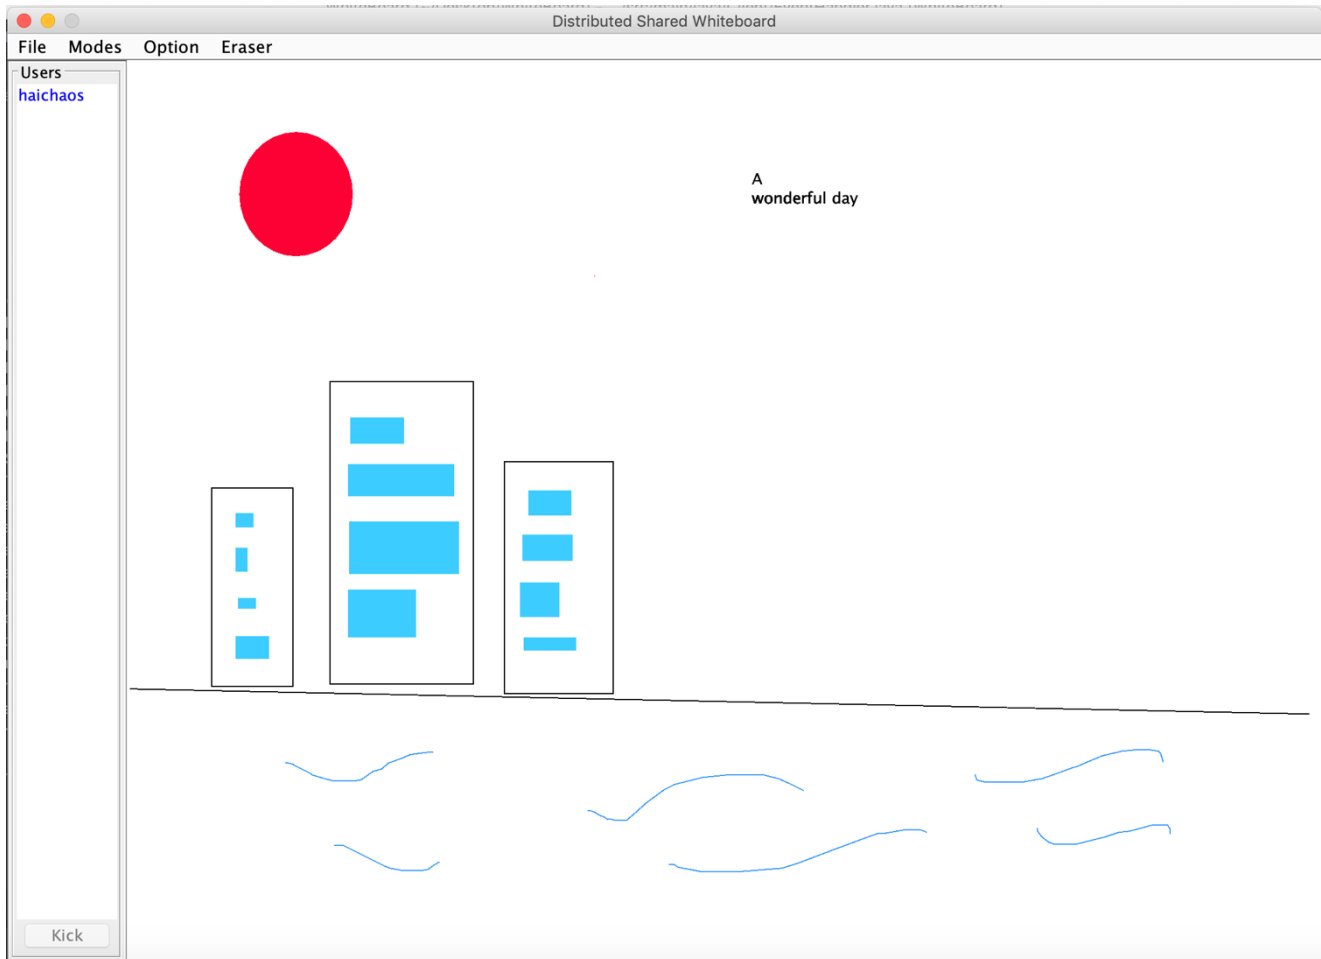 Distributed Shared Whiteboard
File Modes Option Eraser
Users
haichaos
A
wonderful day
Kick